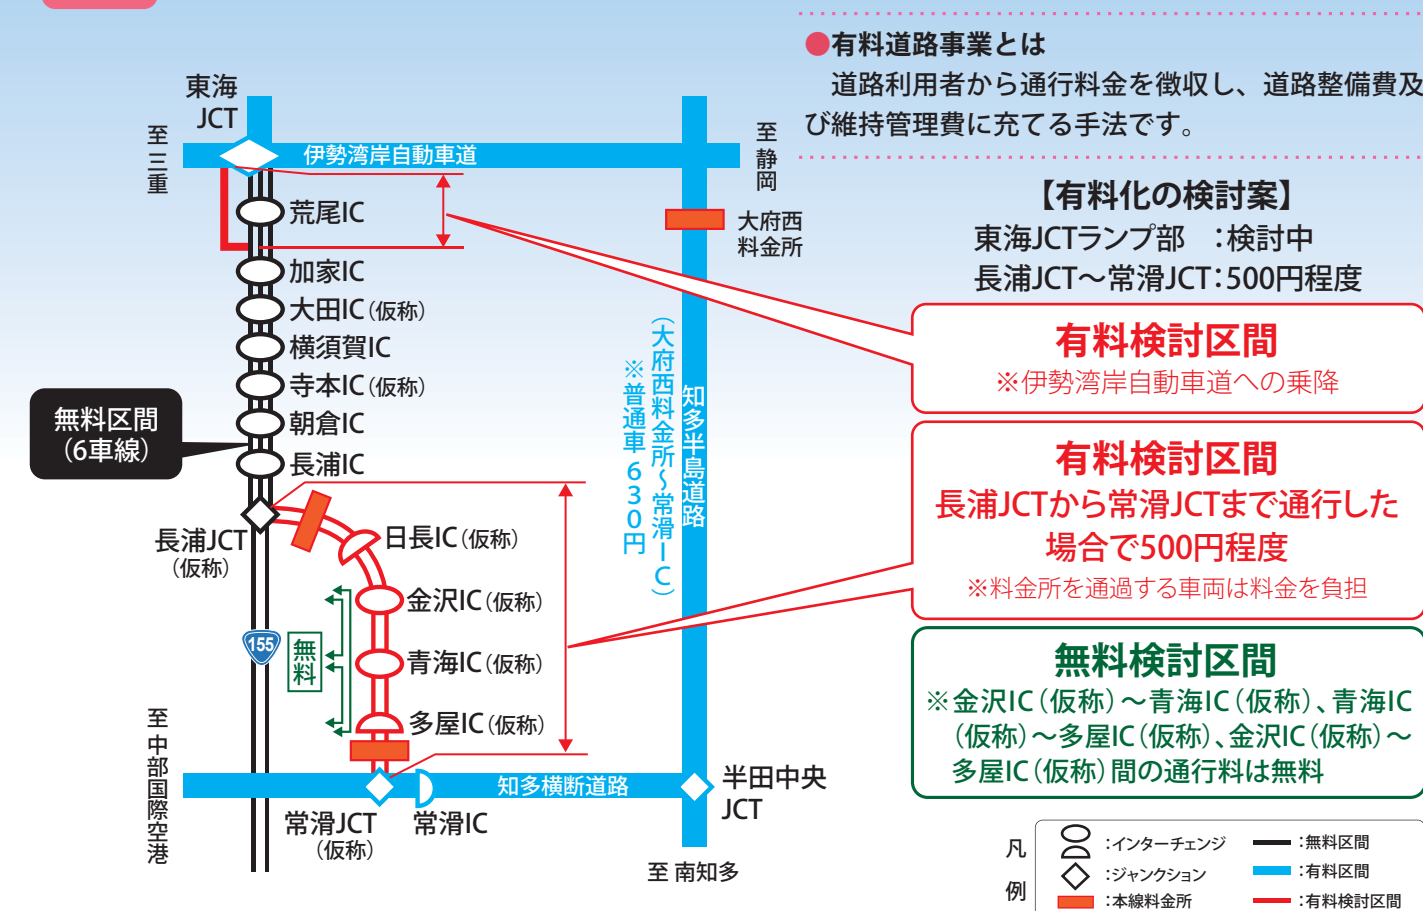 ●有料道路事業とは
道路利用者から通行料金を徴収し、道路整備費及
び維持管理費に充てる手法です。
【有料化の検討案】
東海JCTランプ部　：検討中
長浦JCT～常滑JCT：500円程度
有料検討区間
※伊勢湾岸自動車道への乗降
有料検討区間
長浦JCTから常滑JCTまで通行した
場合で500円程度
※料金所を通過する車両は料金を負担
無料検討区間
※金沢IC（仮称）～青海IC（仮称）、青海IC
（仮称）～多屋IC（仮称）、金沢IC（仮称）～
多屋IC（仮称）間の通行料は無料
東海
JCT
至三重
伊勢湾岸自動車道
至静岡
荒尾IC
大府西
料金所
加家IC
大田IC（仮称）
横須賀IC
寺本IC（仮称）
朝倉IC
長浦IC
無料区間
（6車線）
知多半島道路
（大府西料金所～常滑IC）
※普通車630円
長浦JCT
（仮称）
日長IC（仮称）
金沢IC（仮称）
155
無料
青海IC（仮称）
多屋IC（仮称）
至中部国際空港
知多横断道路
常滑JCT
（仮称）
常滑IC
半田中央
JCT
至 南知多
凡例
：インターチェンジ
：ジャンクション
：本線料金所
：無料区間
：有料区間
：有料検討区間